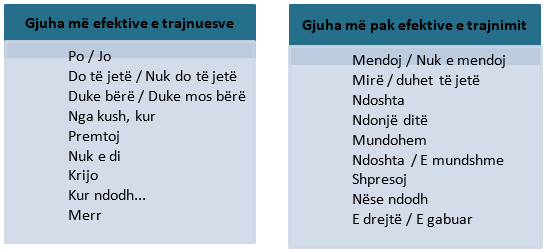 Gjuha më efektive e trajnuesve
Po / Jo
Do të jetë / Nuk do të jetë
Duke bërë / Duke mos bërë
Nga kush, kur
Premtoj
Nuk e di
Krijo
Kur ndodh...
Merr
Gjuha më pak efektive e trajnimit
Mendoj / Nuk e mendoj
Mirë / duhet të jetë
Ndoshta
Ndonjë ditë
Mundohem
Ndoshta / E mundshme
Shpresoj
Nëse ndodh
E drejtë / E gabuar